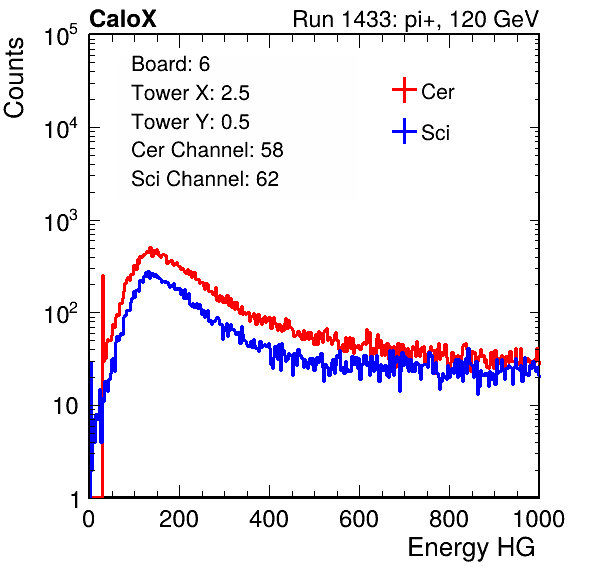 CaloX Run 1433: pi+, 120 GeV
Board: 6
Tower X: 2.5
Tower Y: 0.5
Cer Channel: 58
Sci Channel: 62
Cer
Sci
Counts
10^5
10^4
10^3
10^2
10
1
0 200 400 600 800 1000
Energy HG